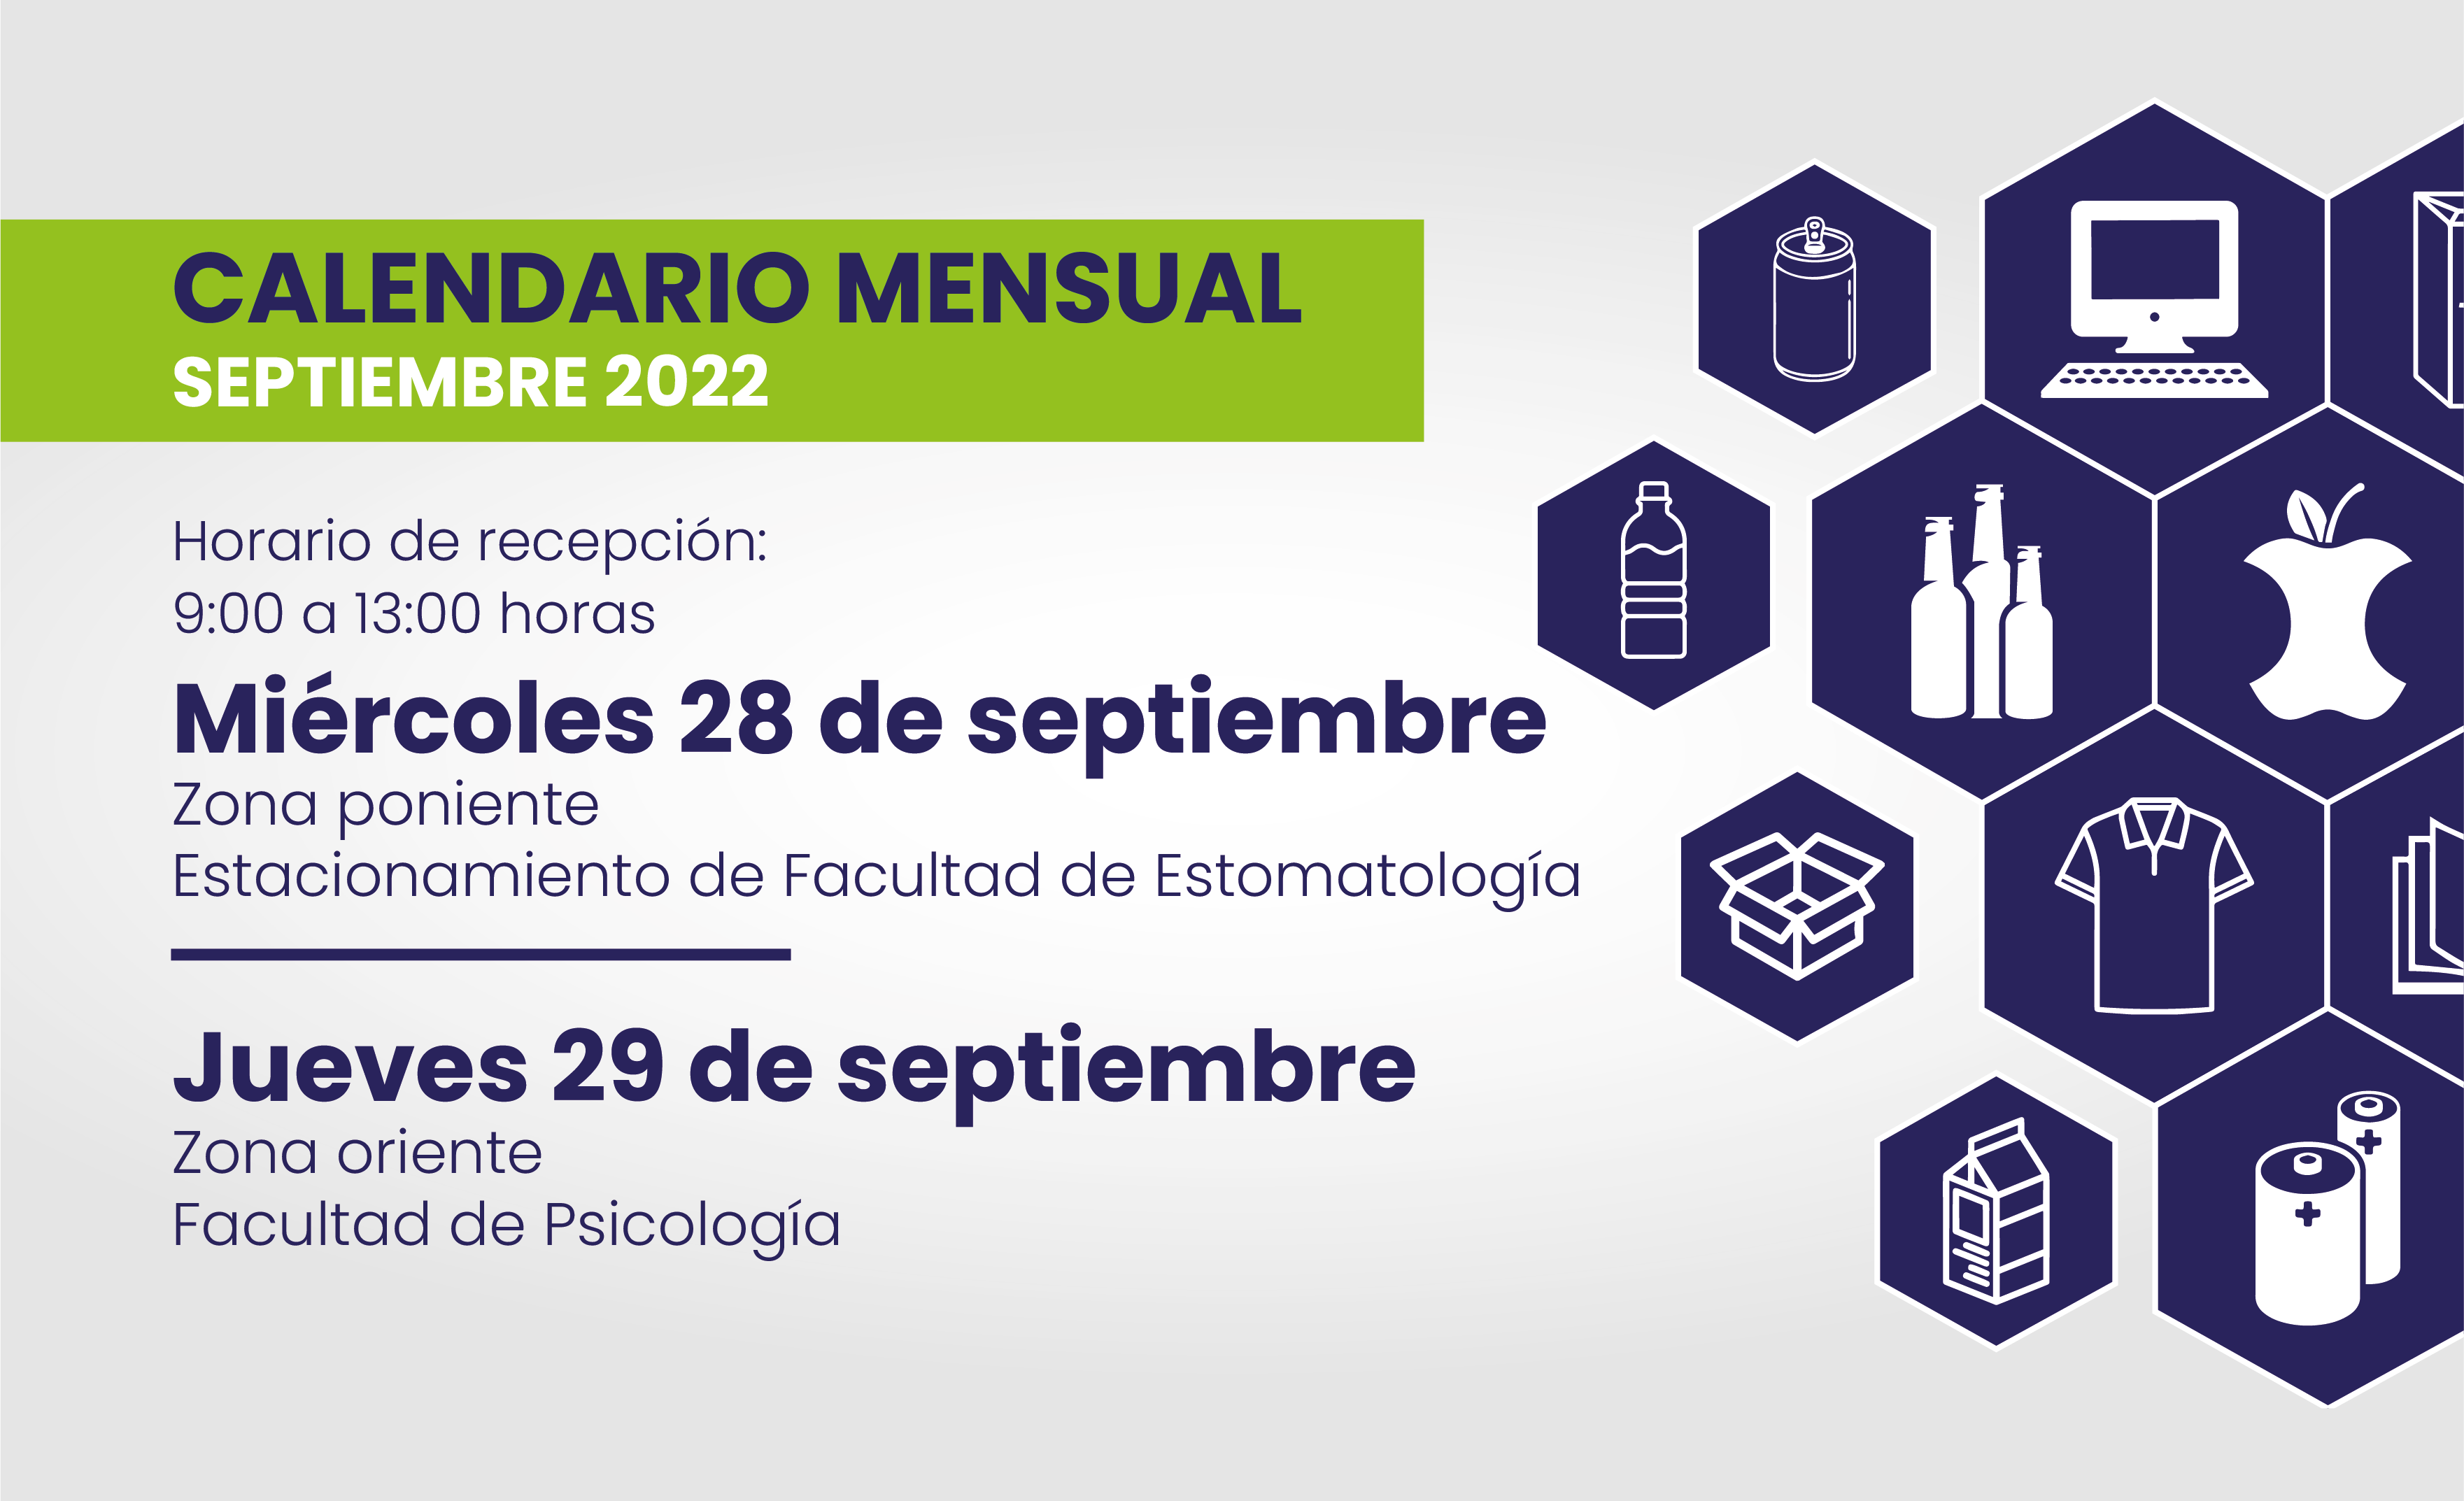 CALENDARIO MENSUAL
SEPTIEMBRE 2022
Horario de recepción:
9:00 a 13:00 horas
Miércoles 28 de septiembre
Zona poniente
Estacionamiento de Facultad de Estomatología
Jueves 29 de septiembre
Zona oriente
Facultad de Psicología